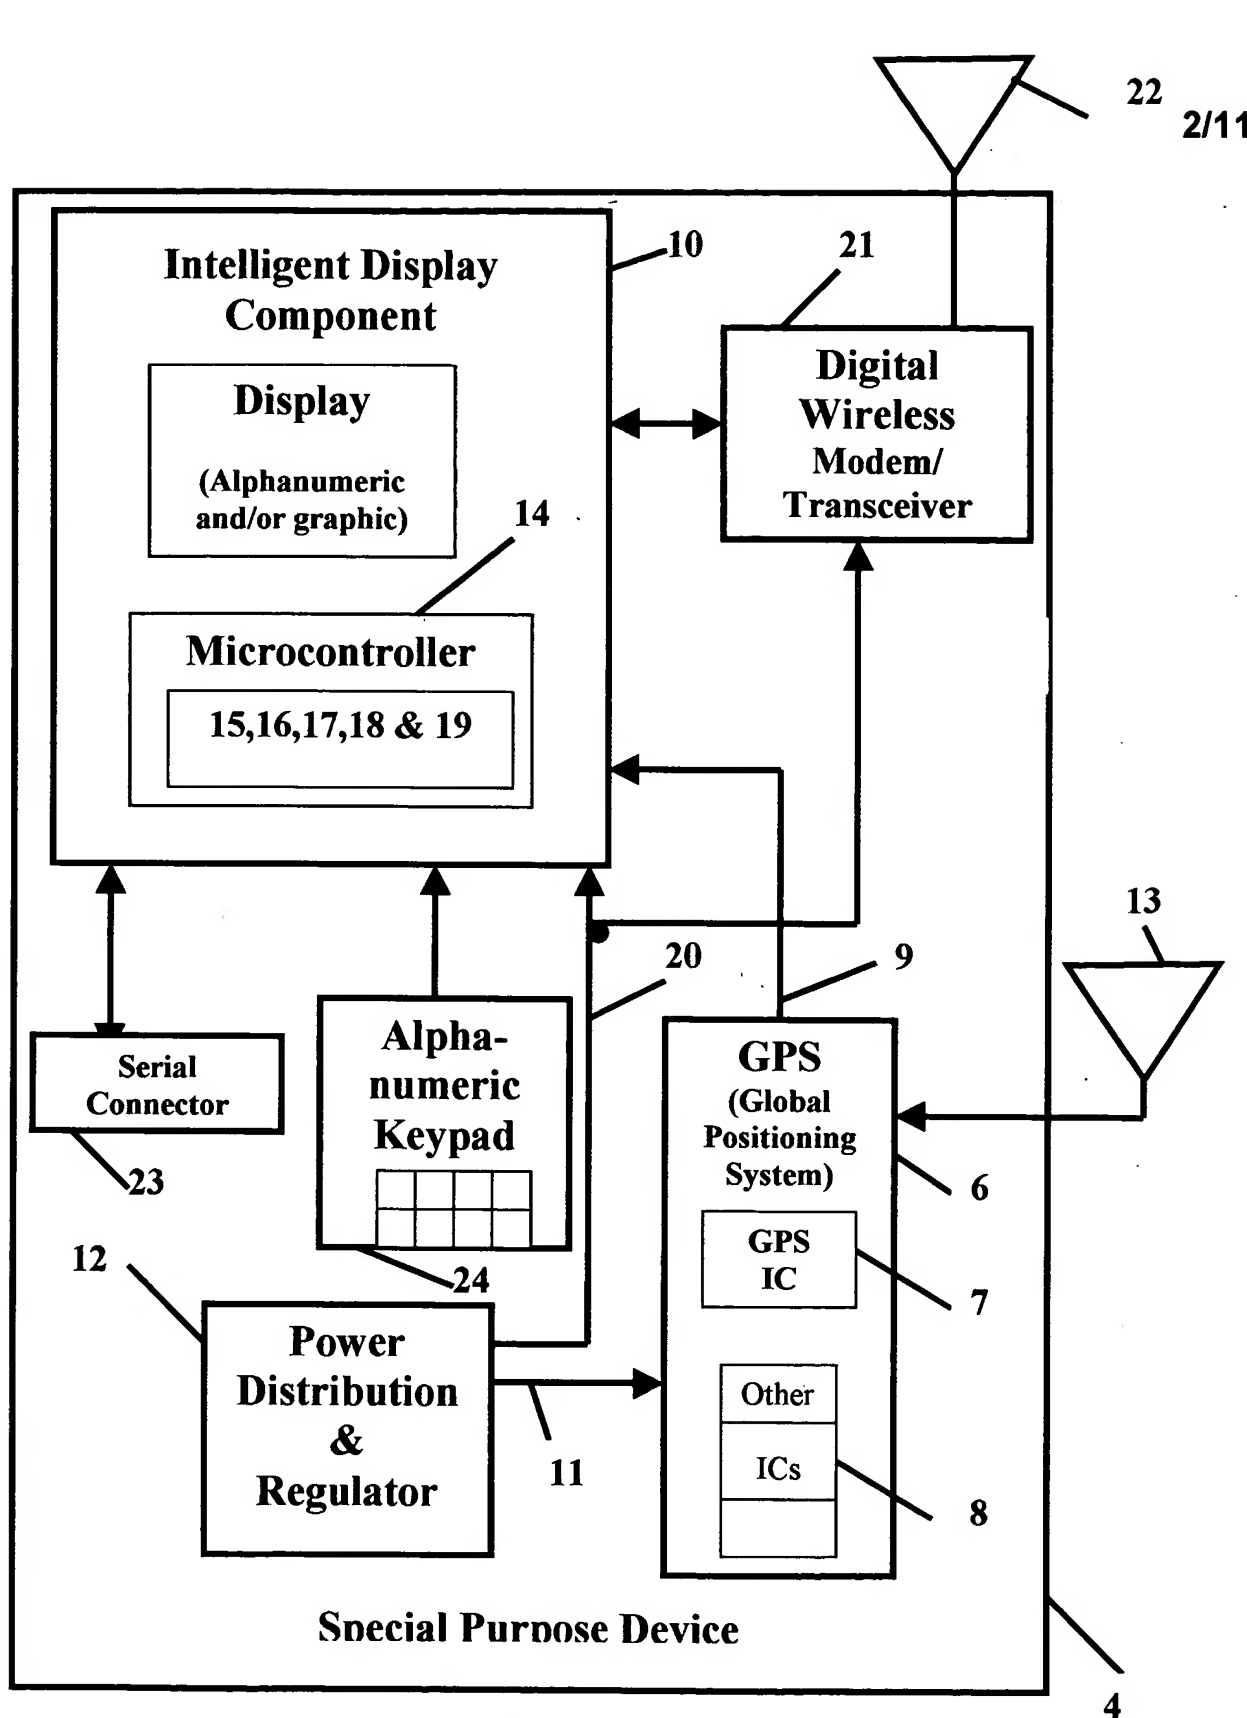 22
2/11
10
21
Intelligent Display
Component
Digital
Wireless
Modem/
Transceiver
Display
(Alphanumeric
and/or graphic)
14
Microcontroller
15,16,17,18 & 19
13
20
9
Serial
Connector
Alpha-
numeric
Keypad
GPS
(Global
Positioning
System)
23
6
12
24
GPS
IC
7
Power
Distribution
&
Regulator
11
Other
ICs
8
Special Purpose Device
4